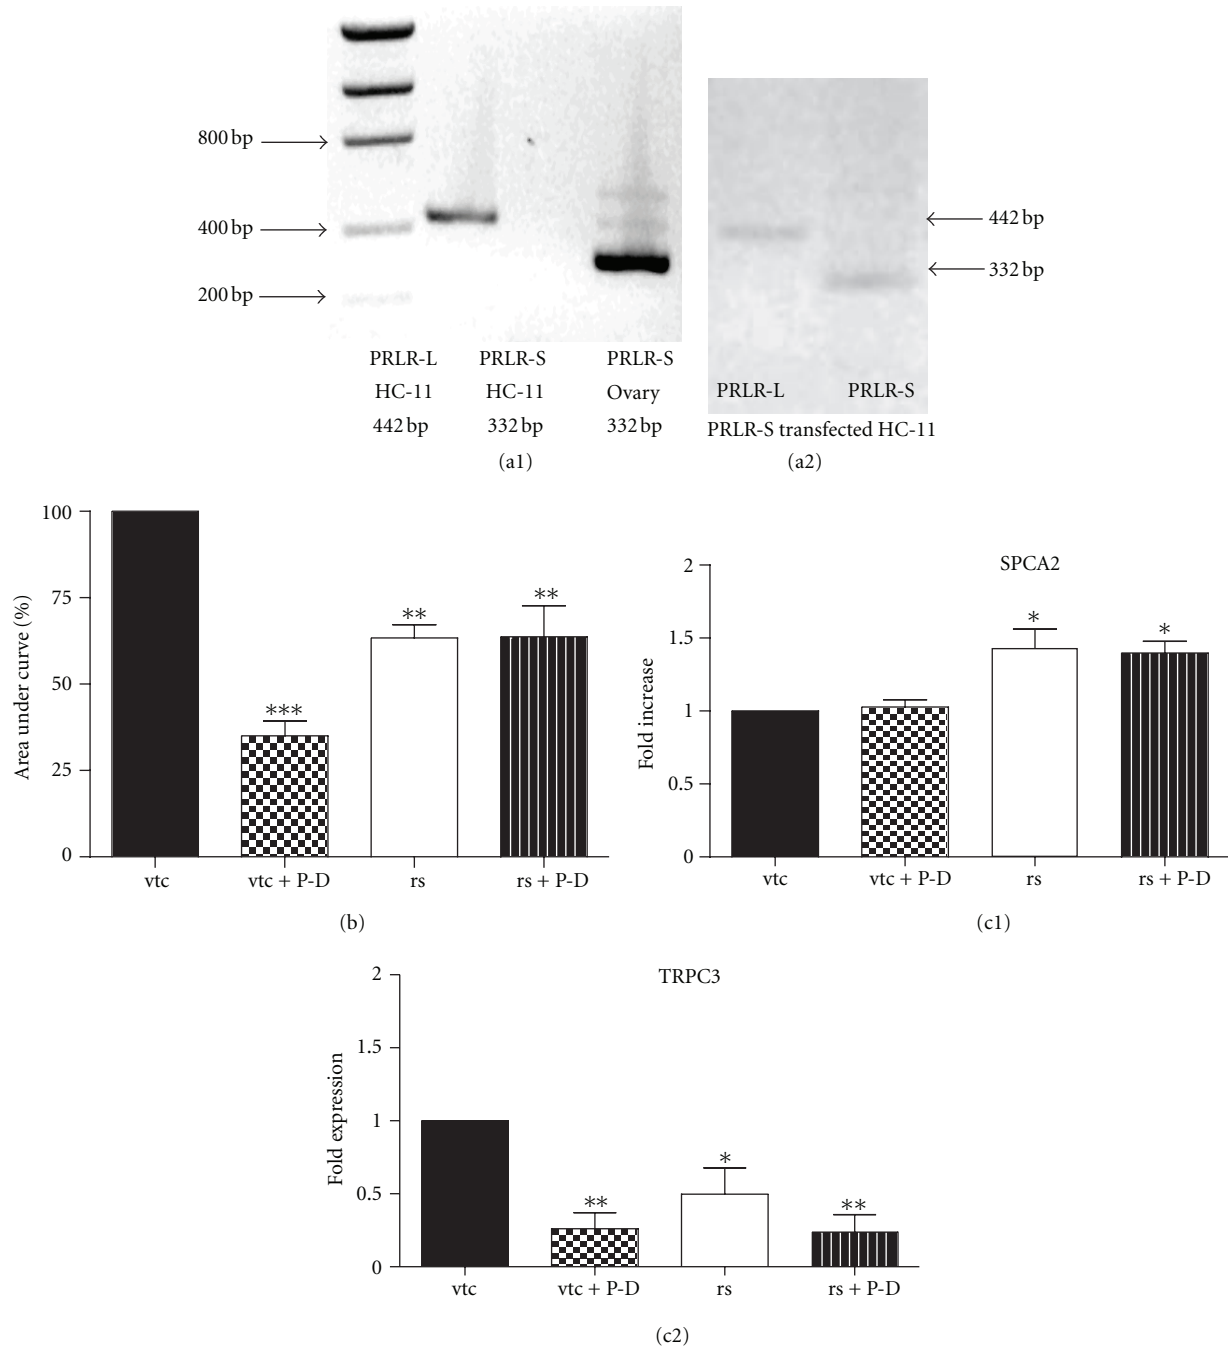 800 bp
400 bp
200 bp
442 bp
332 bp
PRLR-L PRLR-S PRLR-S
HC-11 HC-11 Ovary
442 bp 332 bp 332 bp
PRLR-L PRLR-S
PRLR-S transfected HC-11
(a1) (a2)
100
75
50
25
0
Area under curve (%)
***
**
**
vtc vtc + P-D rs rs + P-D
(b)
SPCA2
2
1.5
1
0.5
0
Fold increase
*
*
vtc vtc + P-D rs rs + P-D
(c1)
TRPC3
2
1.5
1
0.5
0
Fold expression
**
*
**
vtc vtc + P-D rs rs + P-D
(c2)